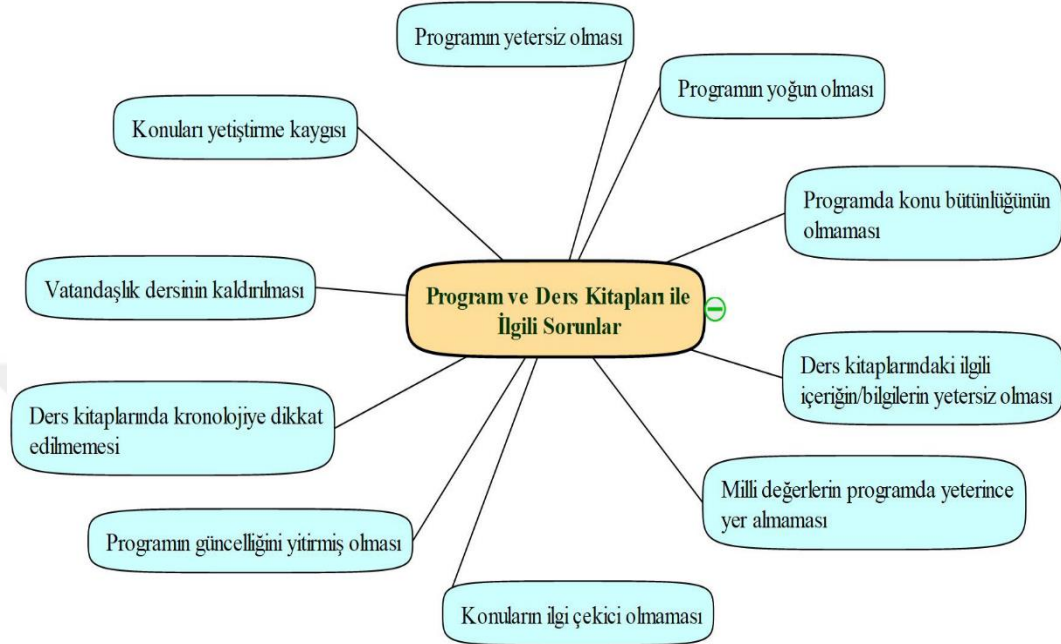 Programın yetersiz olması
Programın yoğun olması
Konuları yetiştirme kaygısı
Programda konu bütünlüğünün
olmaması
Vatandaşlık dersinin kaldırılması
Program ve Ders Kitapları ile
İlgili Sorunlar
Ders kitaplarındaki ilgili
içeriğin/bilgilerin yetersiz olması
Ders kitaplarında kronolojiye dikkat
edilmemesi
Milli değerlerin programda yeterince
yer almaması
Programın güncelliğini yitirmiş olması
Konuların ilgi çekici olmaması